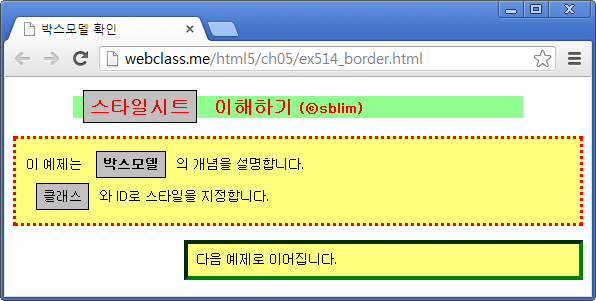 박스모델 확인
webclass.me/html5/ch05/ex514_border.html
스타일시트 이해하기 (©sblim)
이 예제는 박스모델 의 개념을 설명합니다.
클래스 와 ID로 스타일을 지정합니다.
다음 예제로 이어집니다.